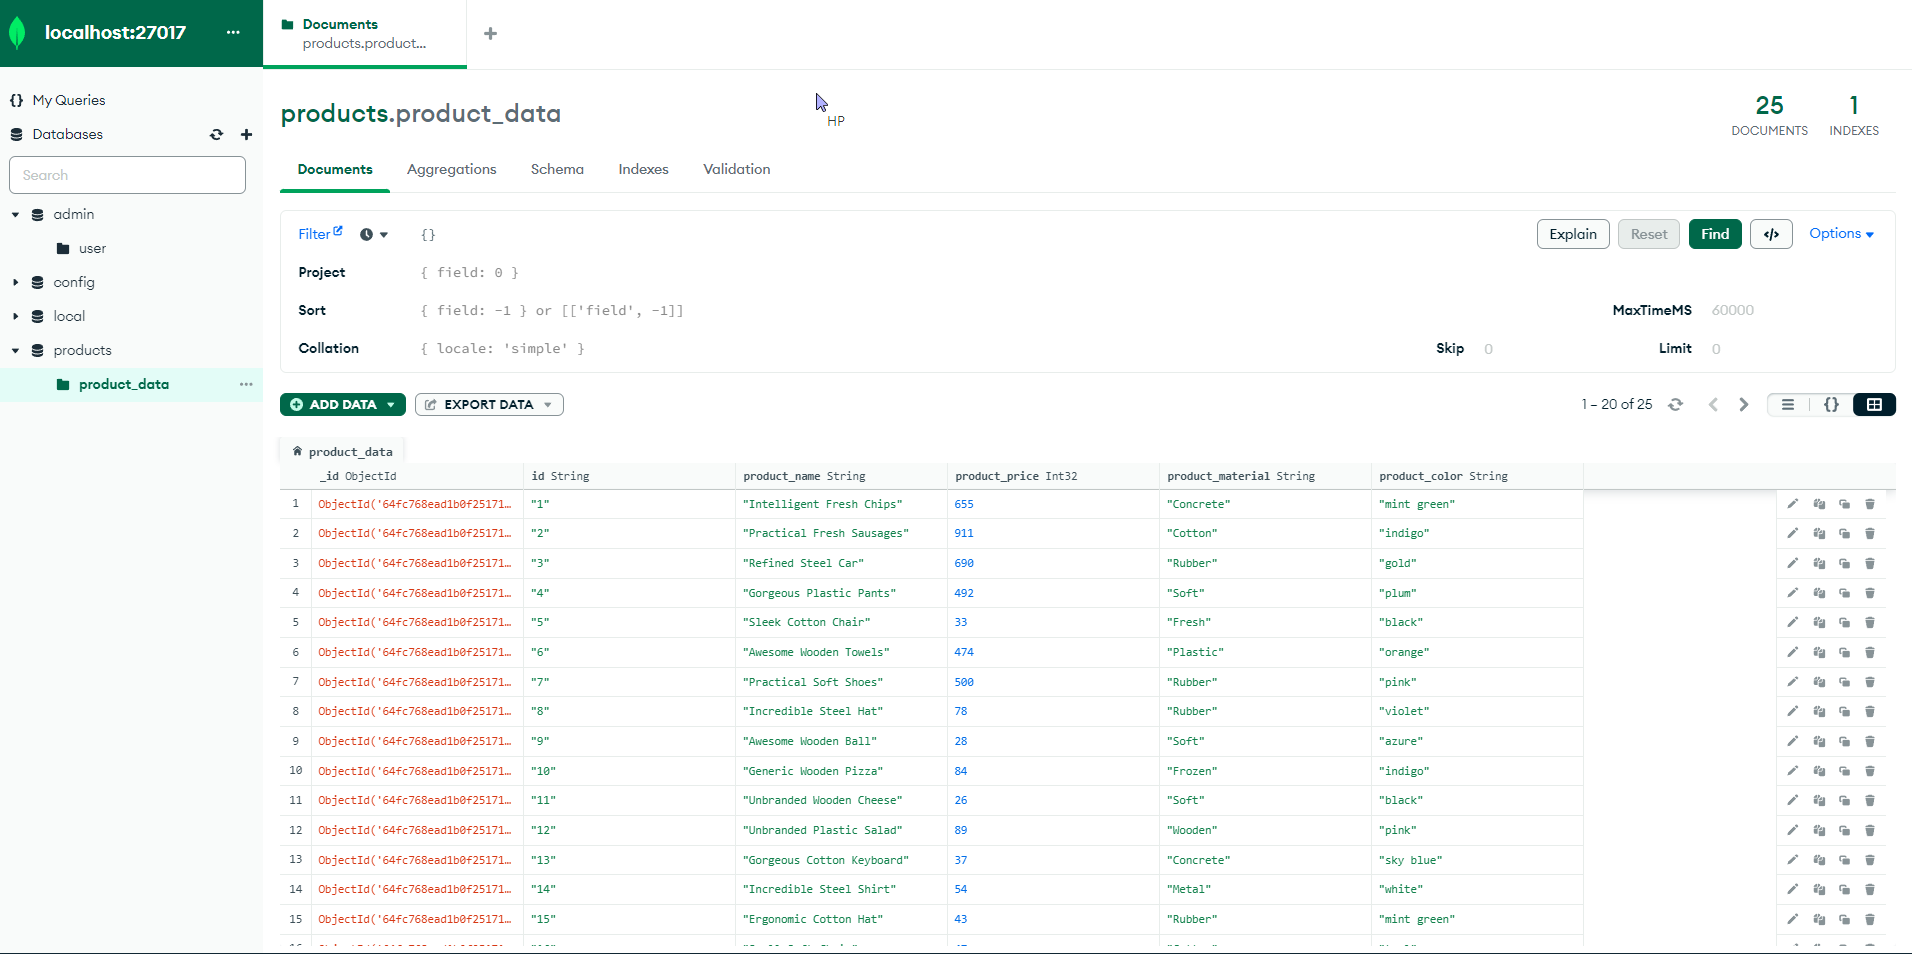 localhost:27017
...
Documents
products.product...
My Queries
Databases
Search
admin
user
config
local
products
product_data
...
products.product_data
HP
25
DOCUMENTS
1
INDEXES
Documents Aggregations Schema Indexes Validation
Filter {} Explain Reset Find </> Options
Project { field: 0 }
Sort { field: -1 } or [['field', -1]] MaxTimeMS 60000
Collation { locale: 'simple' } Skip 0 Limit 0
ADD DATA EXPORT DATA 1 – 20 of 25 {}
product_data
_id ObjectId id String product_name String product_price Int32 product_material String product_color String
1 ObjectId('64fc768ead1b0f25171... "1" "Intelligent Fresh Chips" 655 "Concrete" "mint green"
2 ObjectId('64fc768ead1b0f25171... "2" "Practical Fresh Sausages" 911 "Cotton" "indigo"
3 ObjectId('64fc768ead1b0f25171... "3" "Refined Steel Car" 690 "Rubber" "gold"
4 ObjectId('64fc768ead1b0f25171... "4" "Gorgeous Plastic Pants" 492 "Soft" "plum"
5 ObjectId('64fc768ead1b0f25171... "5" "Sleek Cotton Chair" 33 "Fresh" "black"
6 ObjectId('64fc768ead1b0f25171... "6" "Awesome Wooden Towels" 474 "Plastic" "orange"
7 ObjectId('64fc768ead1b0f25171... "7" "Practical Soft Shoes" 500 "Rubber" "pink"
8 ObjectId('64fc768ead1b0f25171... "8" "Incredible Steel Hat" 78 "Rubber" "violet"
9 ObjectId('64fc768ead1b0f25171... "9" "Awesome Wooden Ball" 28 "Soft" "azure"
10 ObjectId('64fc768ead1b0f25171... "10" "Generic Wooden Pizza" 84 "Frozen" "indigo"
11 ObjectId('64fc768ead1b0f25171... "11" "Unbranded Wooden Cheese" 26 "Soft" "black"
12 ObjectId('64fc768ead1b0f25171... "12" "Unbranded Plastic Salad" 89 "Wooden" "pink"
13 ObjectId('64fc768ead1b0f25171... "13" "Gorgeous Cotton Keyboard" 37 "Concrete" "sky blue"
14 ObjectId('64fc768ead1b0f25171... "14" "Incredible Steel Shirt" 54 "Metal" "white"
15 ObjectId('64fc768ead1b0f25171... "15" "Ergonomic Cotton Hat" 43 "Rubber" "mint green"